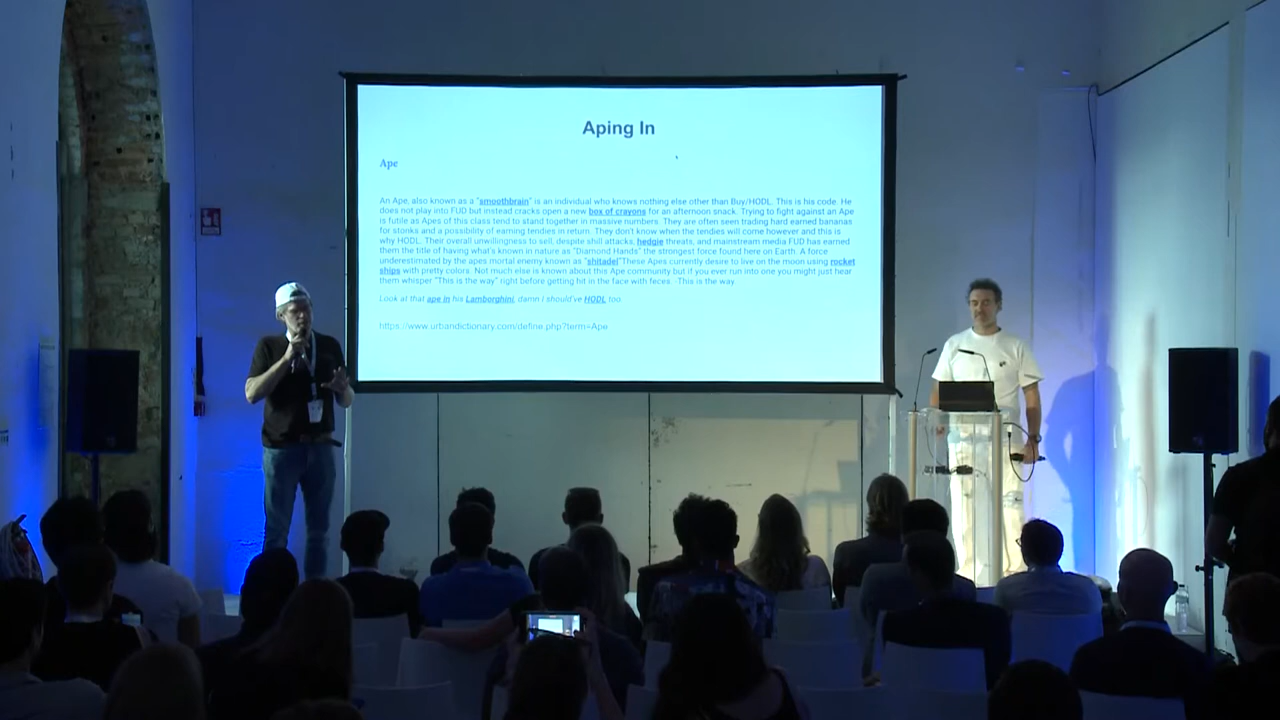 Aping In
Ape
An Ape, also known as a "smoothbrain" is an individual who knows nothing else other than Buy/HODL. This is his code. He
does not play into FUD but instead cracks open a new box of crayons for an afternoon snack. Trying to fight against an Ape
is futile as Apes of this class tend to stand together in massive numbers. They are often seen trading hard earned bananas
for stonks and a possibility of earning tendies in return. They don't know when the tendies will come however and this is
why HODL. Their overall unwillingness to sell, despite shill attacks, hedgie threats, and mainstream media FUD has earned
them the title of having what's known in nature as "Diamond Hands" the strongest force found here on Earth. A force
underestimated by the apes mortal enemy known as "shitadel"These Apes currently desire to live on the moon using rocket
ships with pretty colors. Not much else is known about this Ape community but if you ever run into one you might just hear
them whisper "This is the way" right before getting hit in the face with feces. -This is the way.
Look at that ape in his Lamborghini, damn I should've HODL too.
https://www.urbandictionary.com/define.php?term=Ape